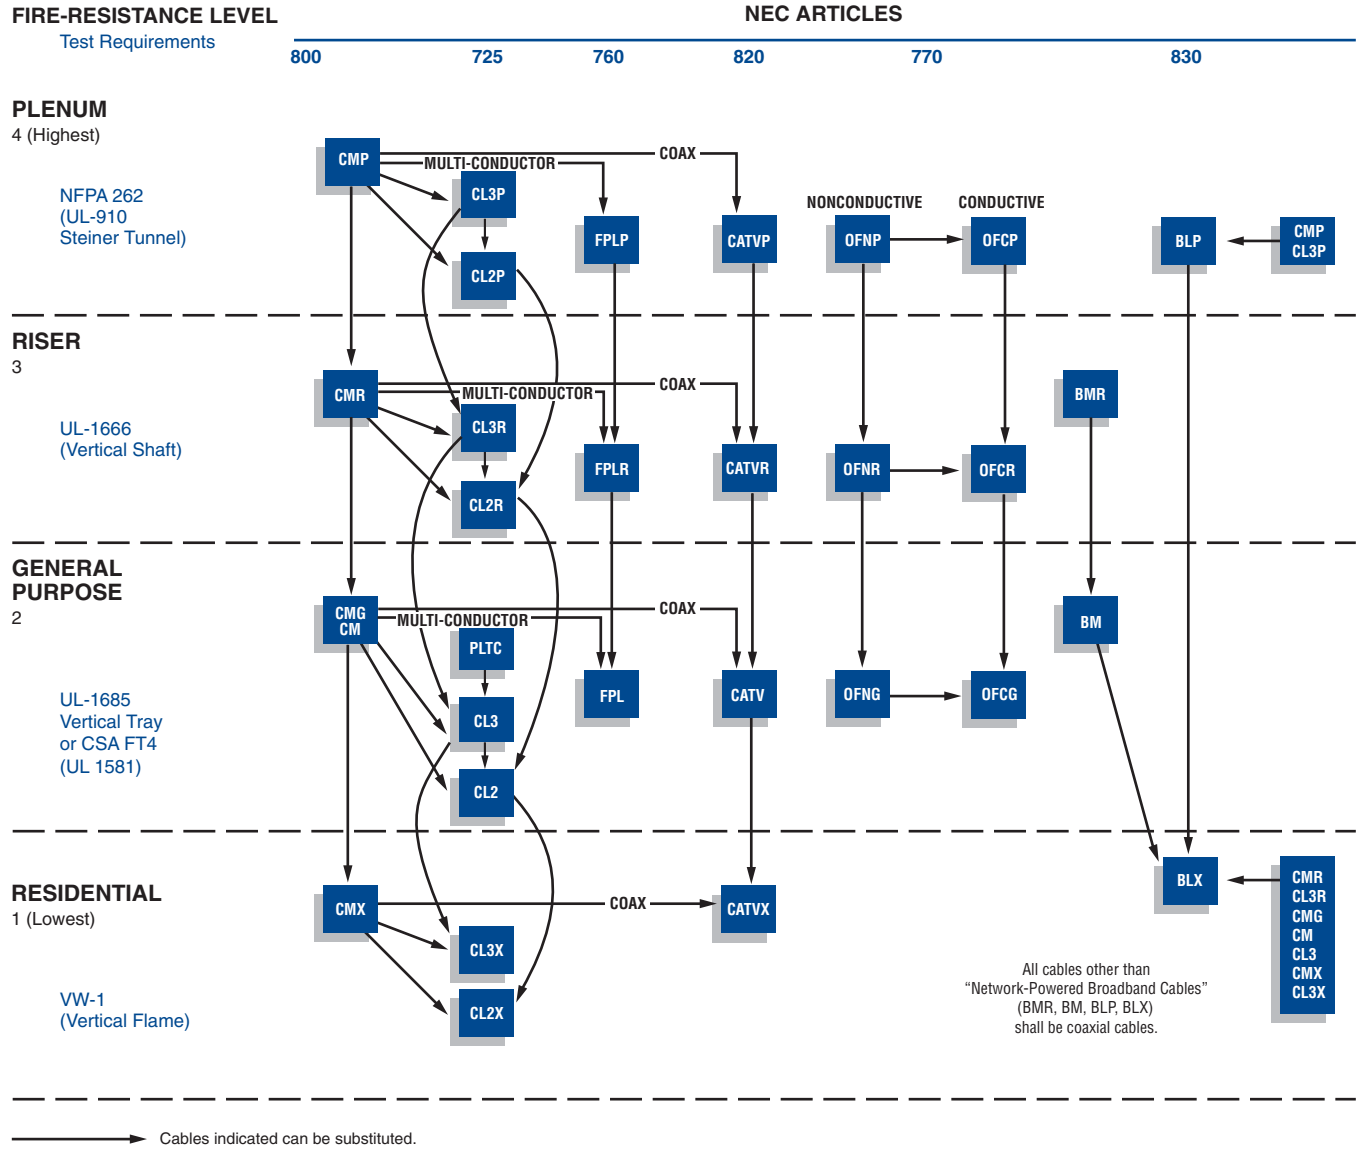 FIRE-RESISTANCE LEVEL
Test Requirements
NEC ARTICLES
800 725 760 820 770 830
PLENUM
4 (Highest)
NFPA 262
(UL-910
Steiner Tunnel)
CMP
MULTI-CONDUCTOR
COAX
CL3P
CL2P
FPLP
CATVP
NONCONDUCTIVE
OFNP
CONDUCTIVE
OFCP
BLP
CMP
CL3P
RISER
3
UL-1666
(Vertical Shaft)
CMR
MULTI-CONDUCTOR
COAX
CL3R
CL2R
FPLR
CATVR
OFNR
OFCR
BMR
GENERAL
PURPOSE
2
UL-1685
Vertical Tray
or CSA FT4
(UL 1581)
CMG
CM
MULTI-CONDUCTOR
COAX
PLTC
CL3
CL2
FPL
CATV
OFNG
OFCG
BM
RESIDENTIAL
1 (Lowest)
VW-1
(Vertical Flame)
CMX
COAX
CL3X
CL2X
CATVX
BLX
CMR
CL3R
CMG
CM
CL3
CMX
CL3X
All cables other than
“Network-Powered Broadband Cables”
(BMR, BM, BLP, BLX)
shall be coaxial cables.
Cables indicated can be substituted.